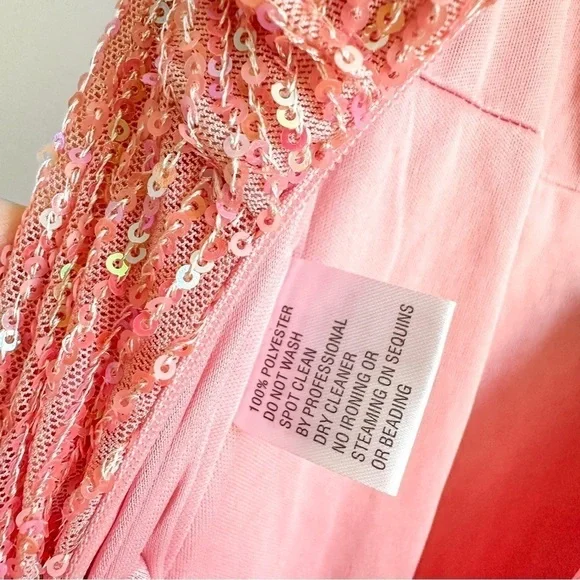 100% POLYESTER
DO NOT WASH
SPOT CLEAN
BY PROFESSIONAL
DRY CLEANER
NO IRONING OR
STEAMING ON SEQUINS
OR BEADING